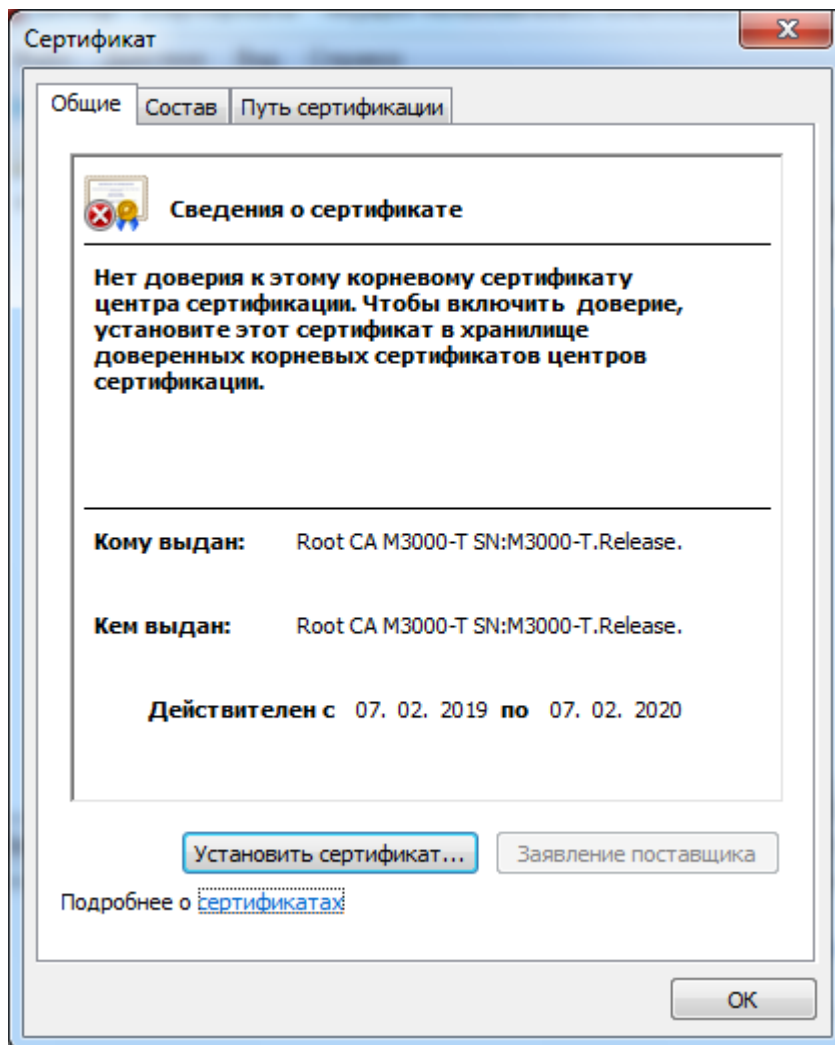 Сертификат
Общие Состав Путь сертификации
Сведения о сертификате
Нет доверия к этому корневому сертификату
центра сертификации. Чтобы включить доверие,
установите этот сертификат в хранилище
доверенных корневых сертификатов центров
сертификации.
Кому выдан: Root CA M3000-T SN:M3000-T.Release.
Кем выдан: Root CA M3000-T SN:M3000-T.Release.
Действителен с 07. 02. 2019 по 07. 02. 2020
Установить сертификат... Заявление поставщика
Подробнее о сертификатах
ОК